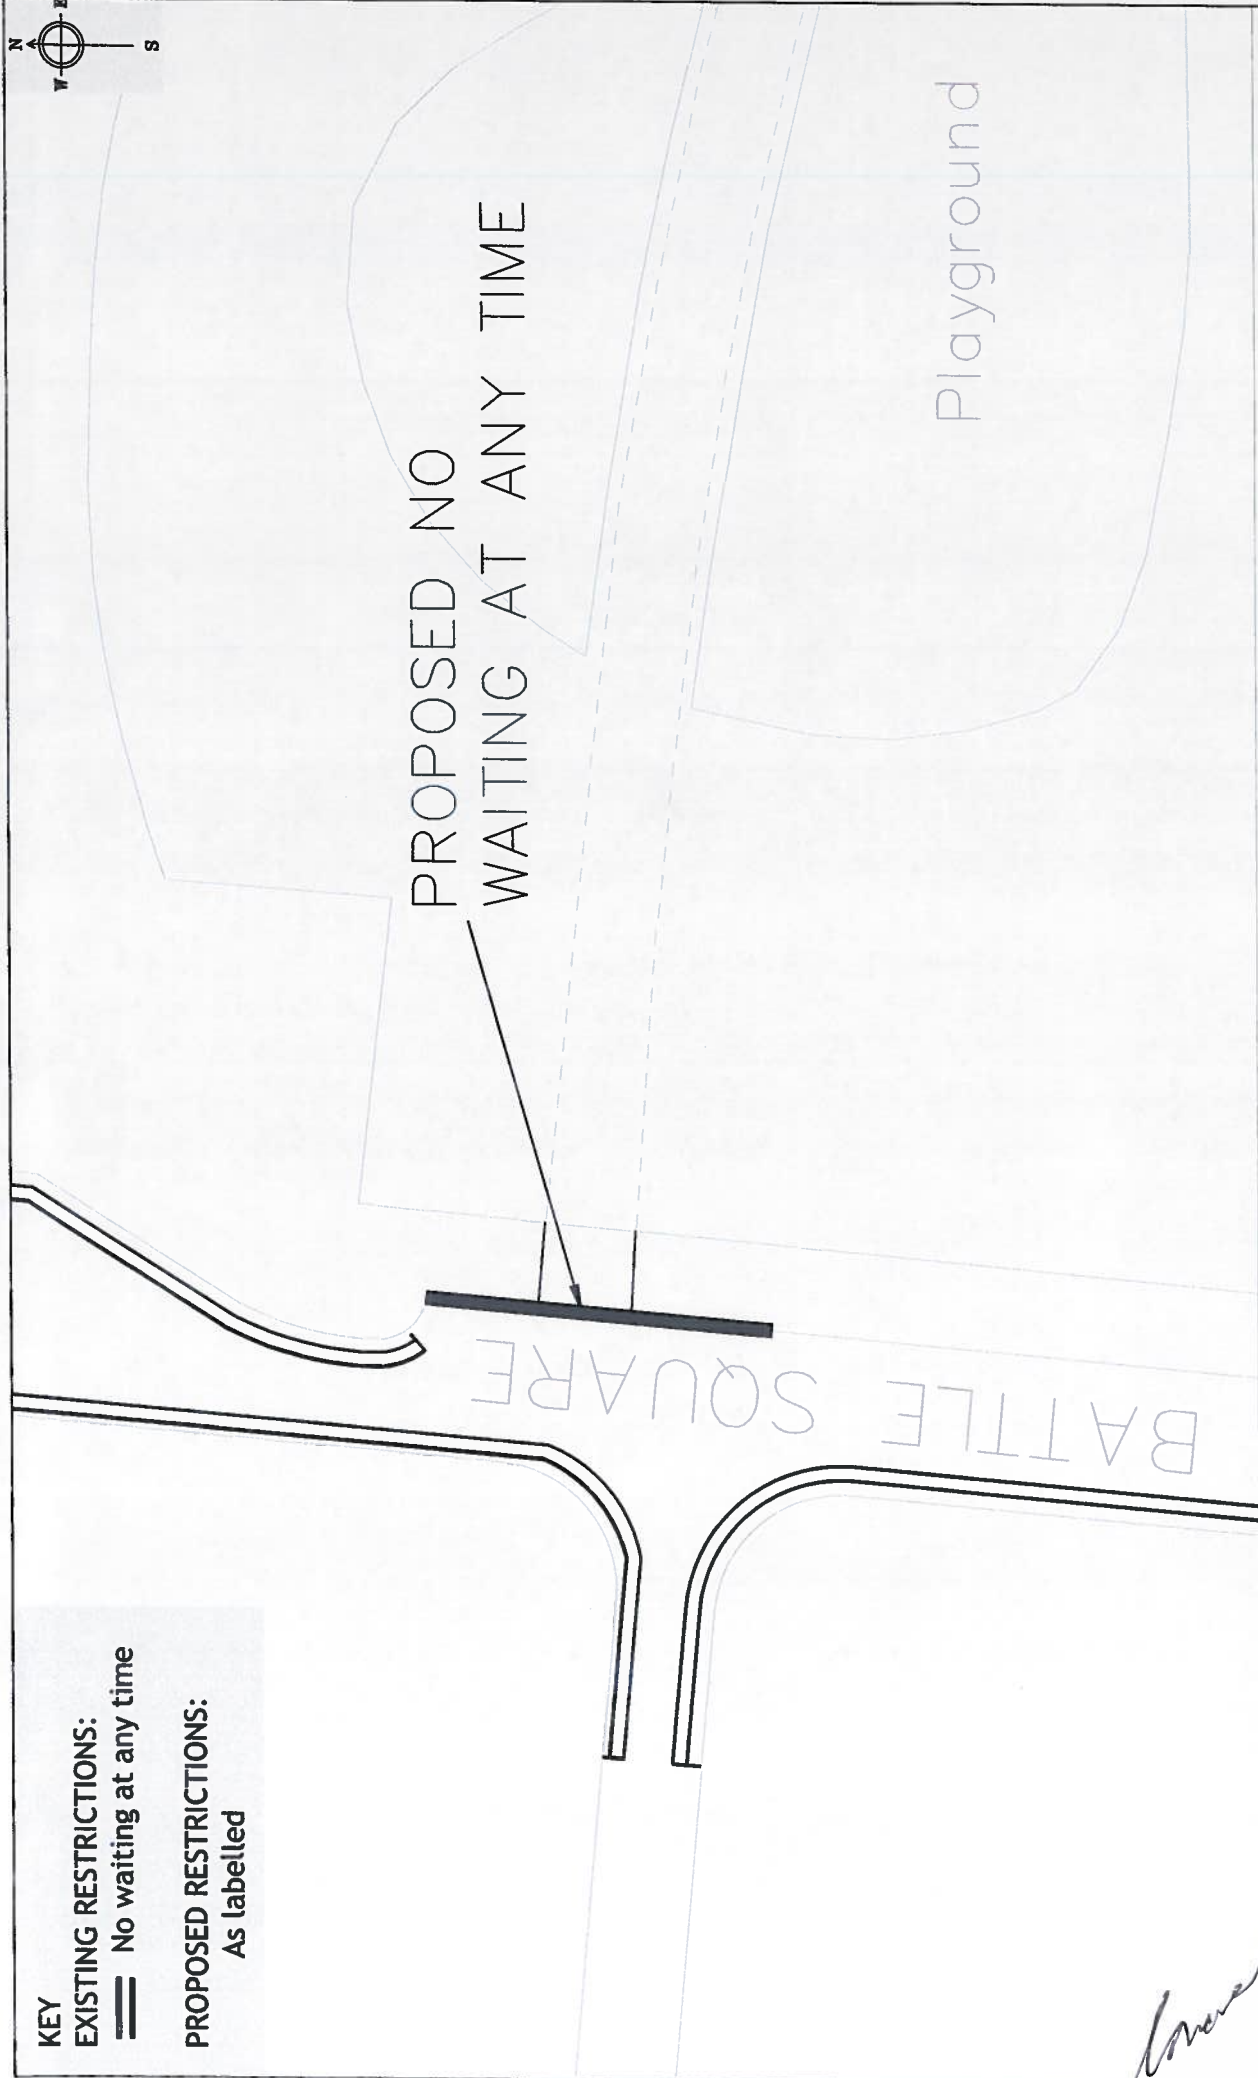 KEY
EXISTING RESTRICTIONS:
No waiting at any time
PROPOSED RESTRICTIONS:
As labelled
N
W
E
S
PROPOSED NO
WAITING AT ANY TIME
BATTLE SQUARE
Playground